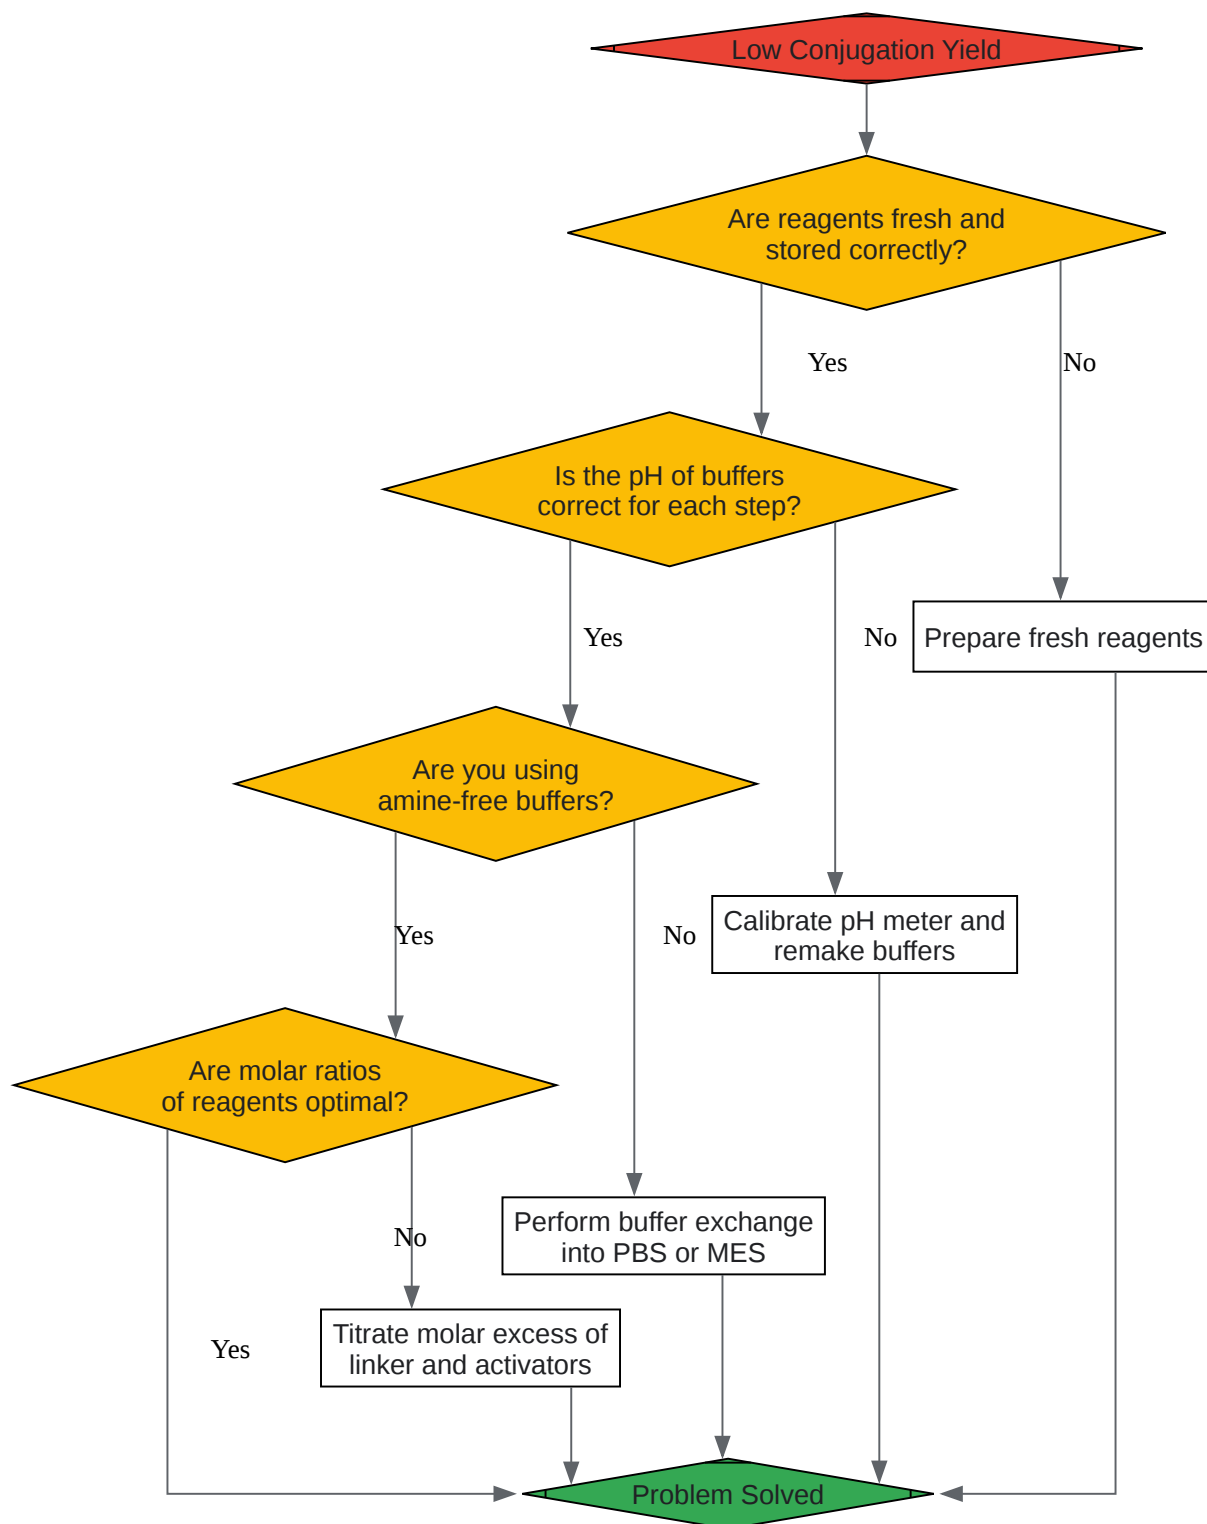 Low Conjugation Yield
Are reagents fresh and
stored correctly?
Yes
No
Is the pH of buffers
correct for each step?
Yes
No
Prepare fresh reagents
Are you using
amine-free buffers?
Yes
No
Calibrate pH meter and
remake buffers
Are molar ratios
of reagents optimal?
No
Perform buffer exchange
into PBS or MES
Yes
Titrate molar excess of
linker and activators
Problem Solved